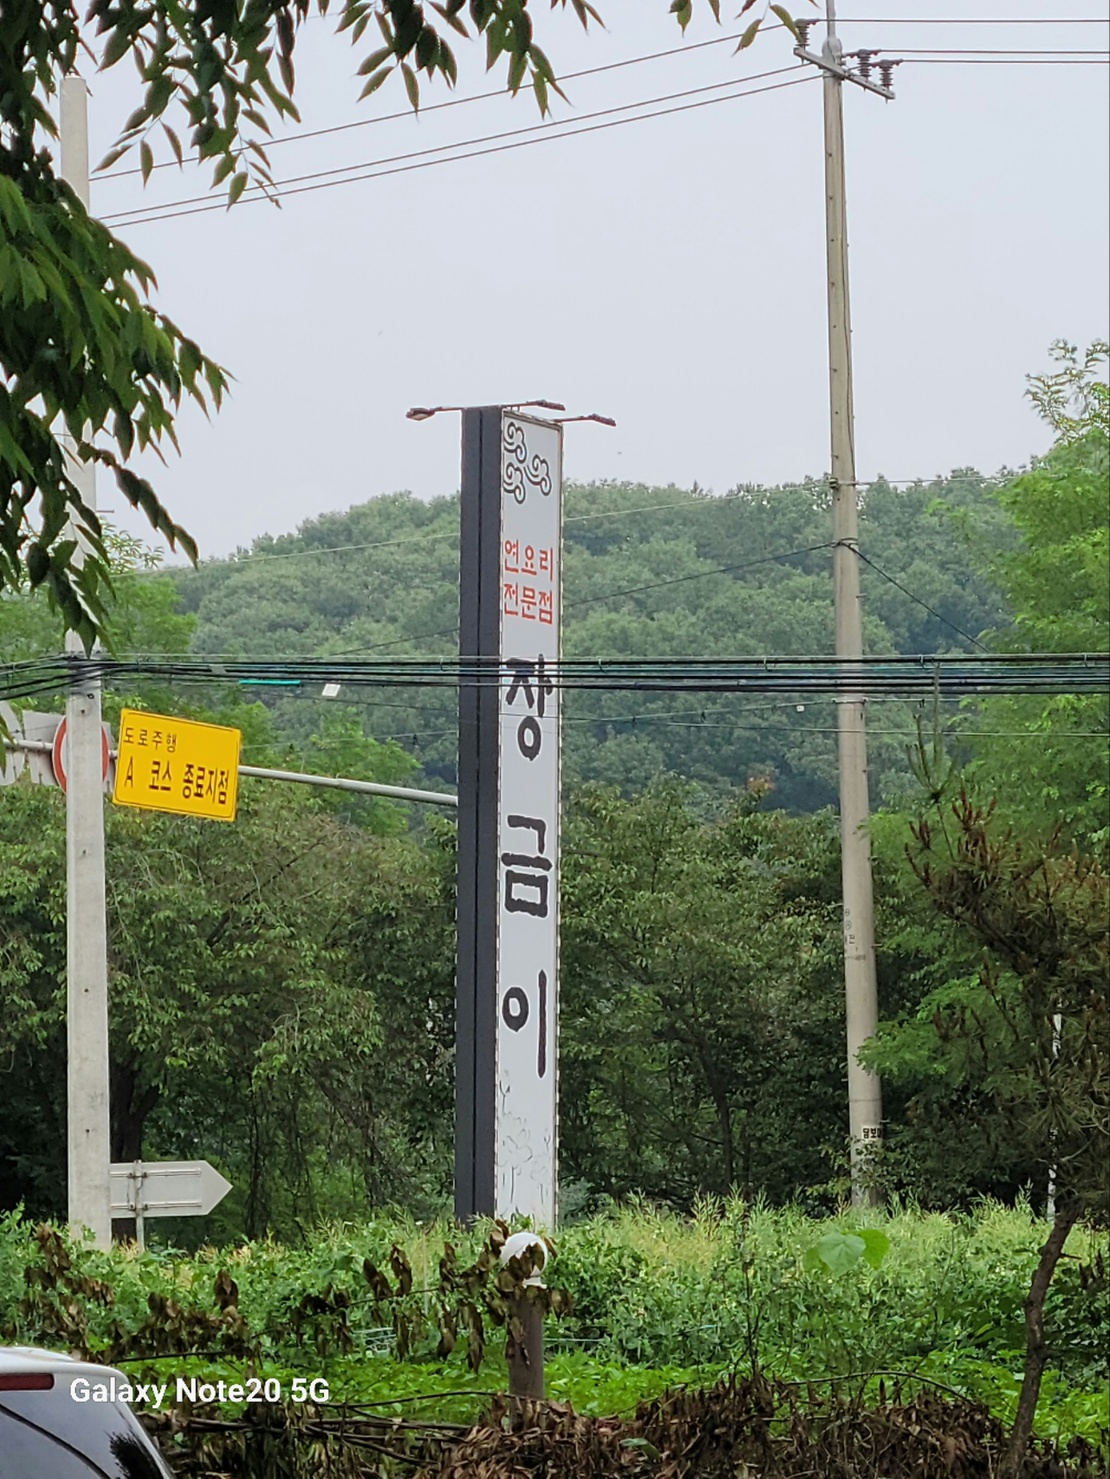 연요리
전문점
장금이
도로주행
A 코스 종료지점
Galaxy Note20 5G